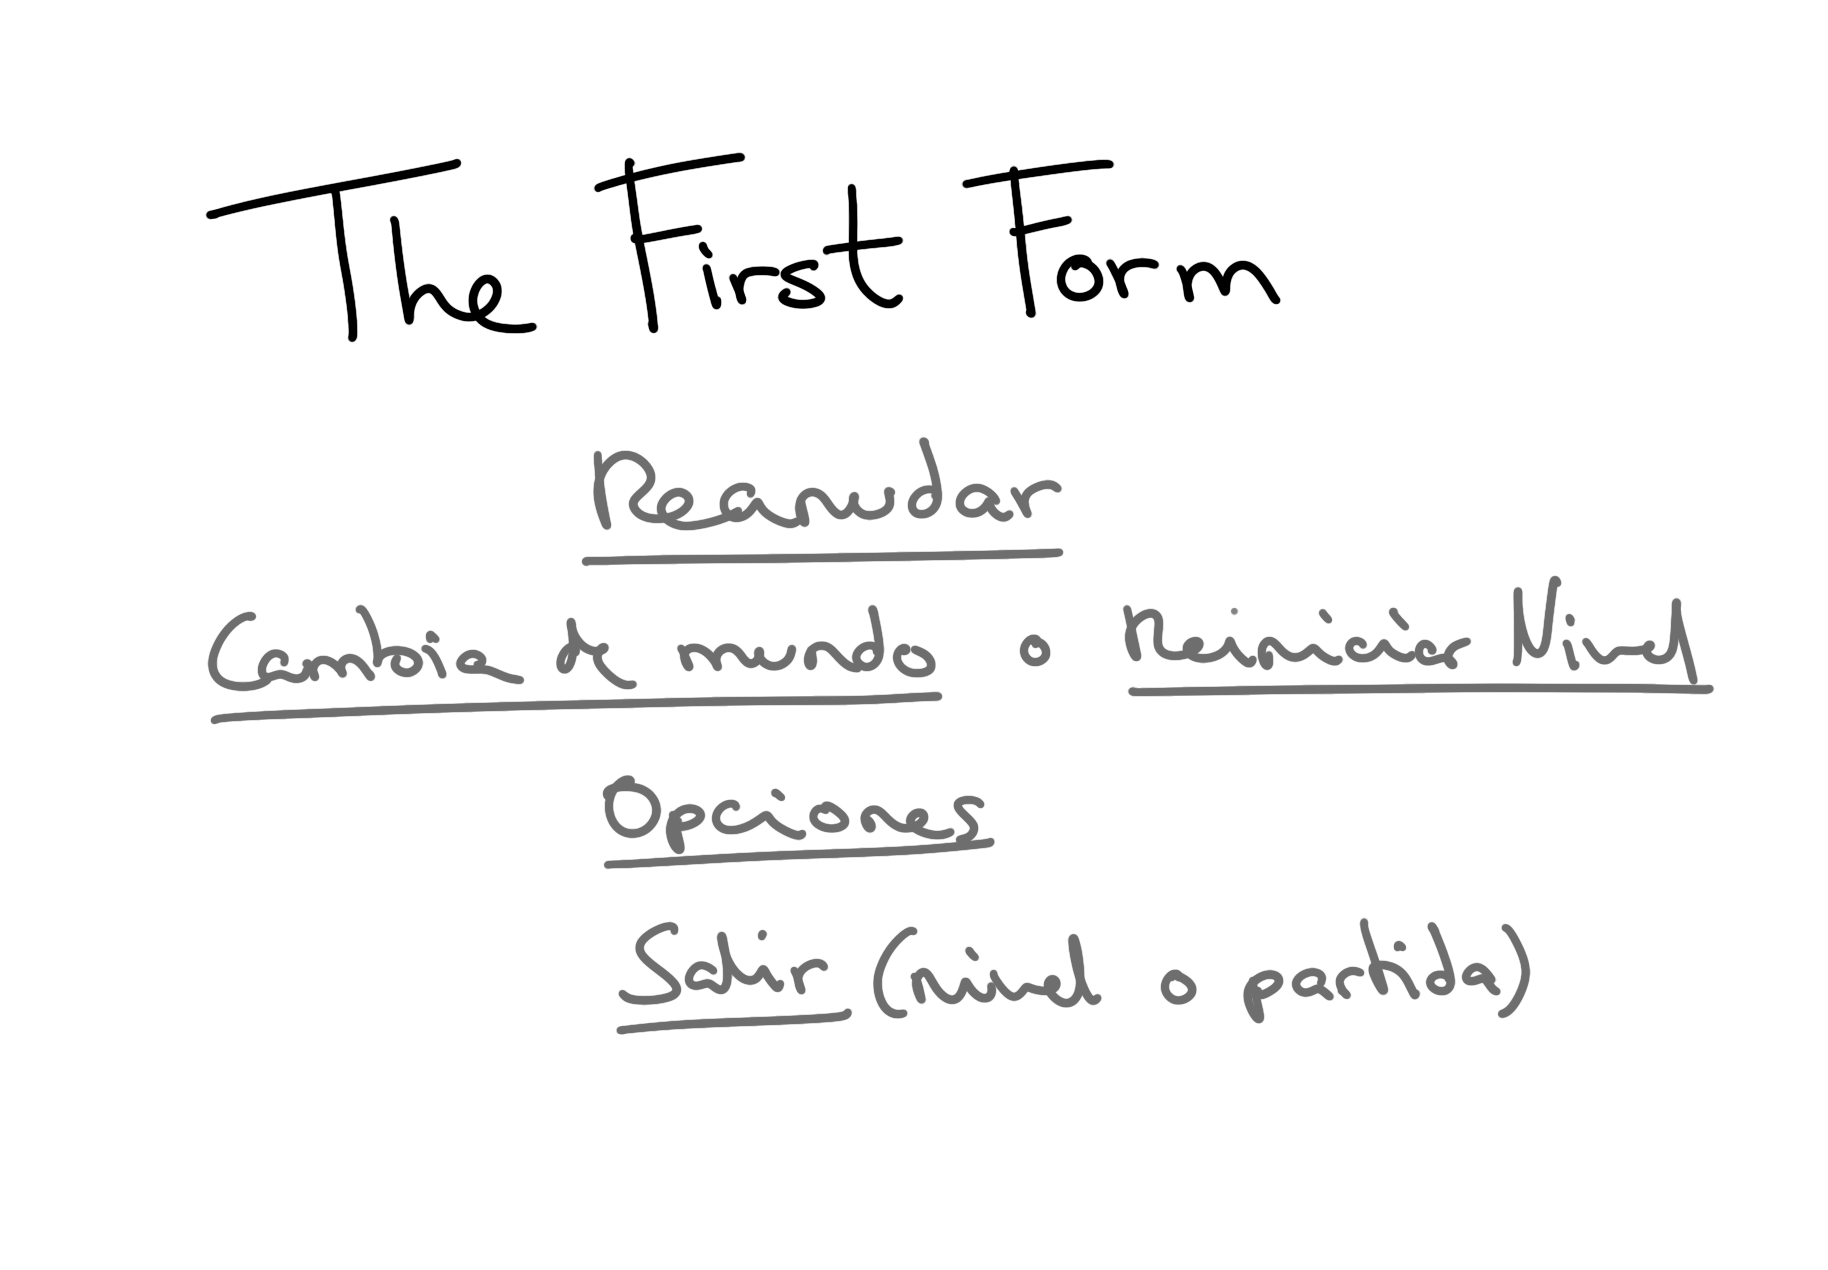 The First Form
Reanudar
Cambia de mundo o Reiniciar Nivel
Opciones
Salir (nivel o partida)